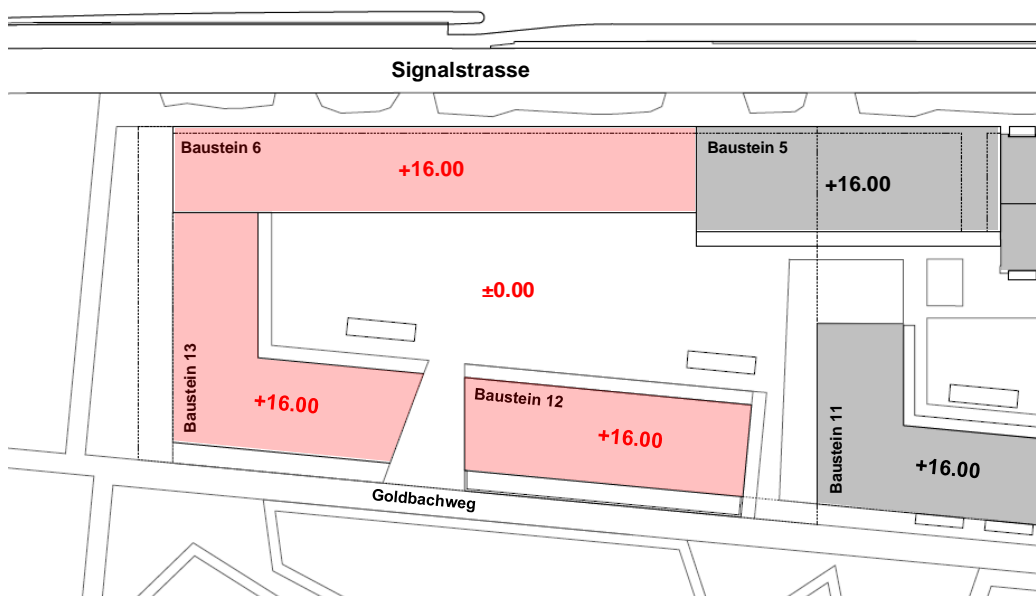 Signalstrasse
Baustein 6
+16.00
Baustein 5
+16.00
±0.00
Baustein 13
+16.00
Baustein 12
+16.00
Baustein 11
+16.00
Goldbachweg